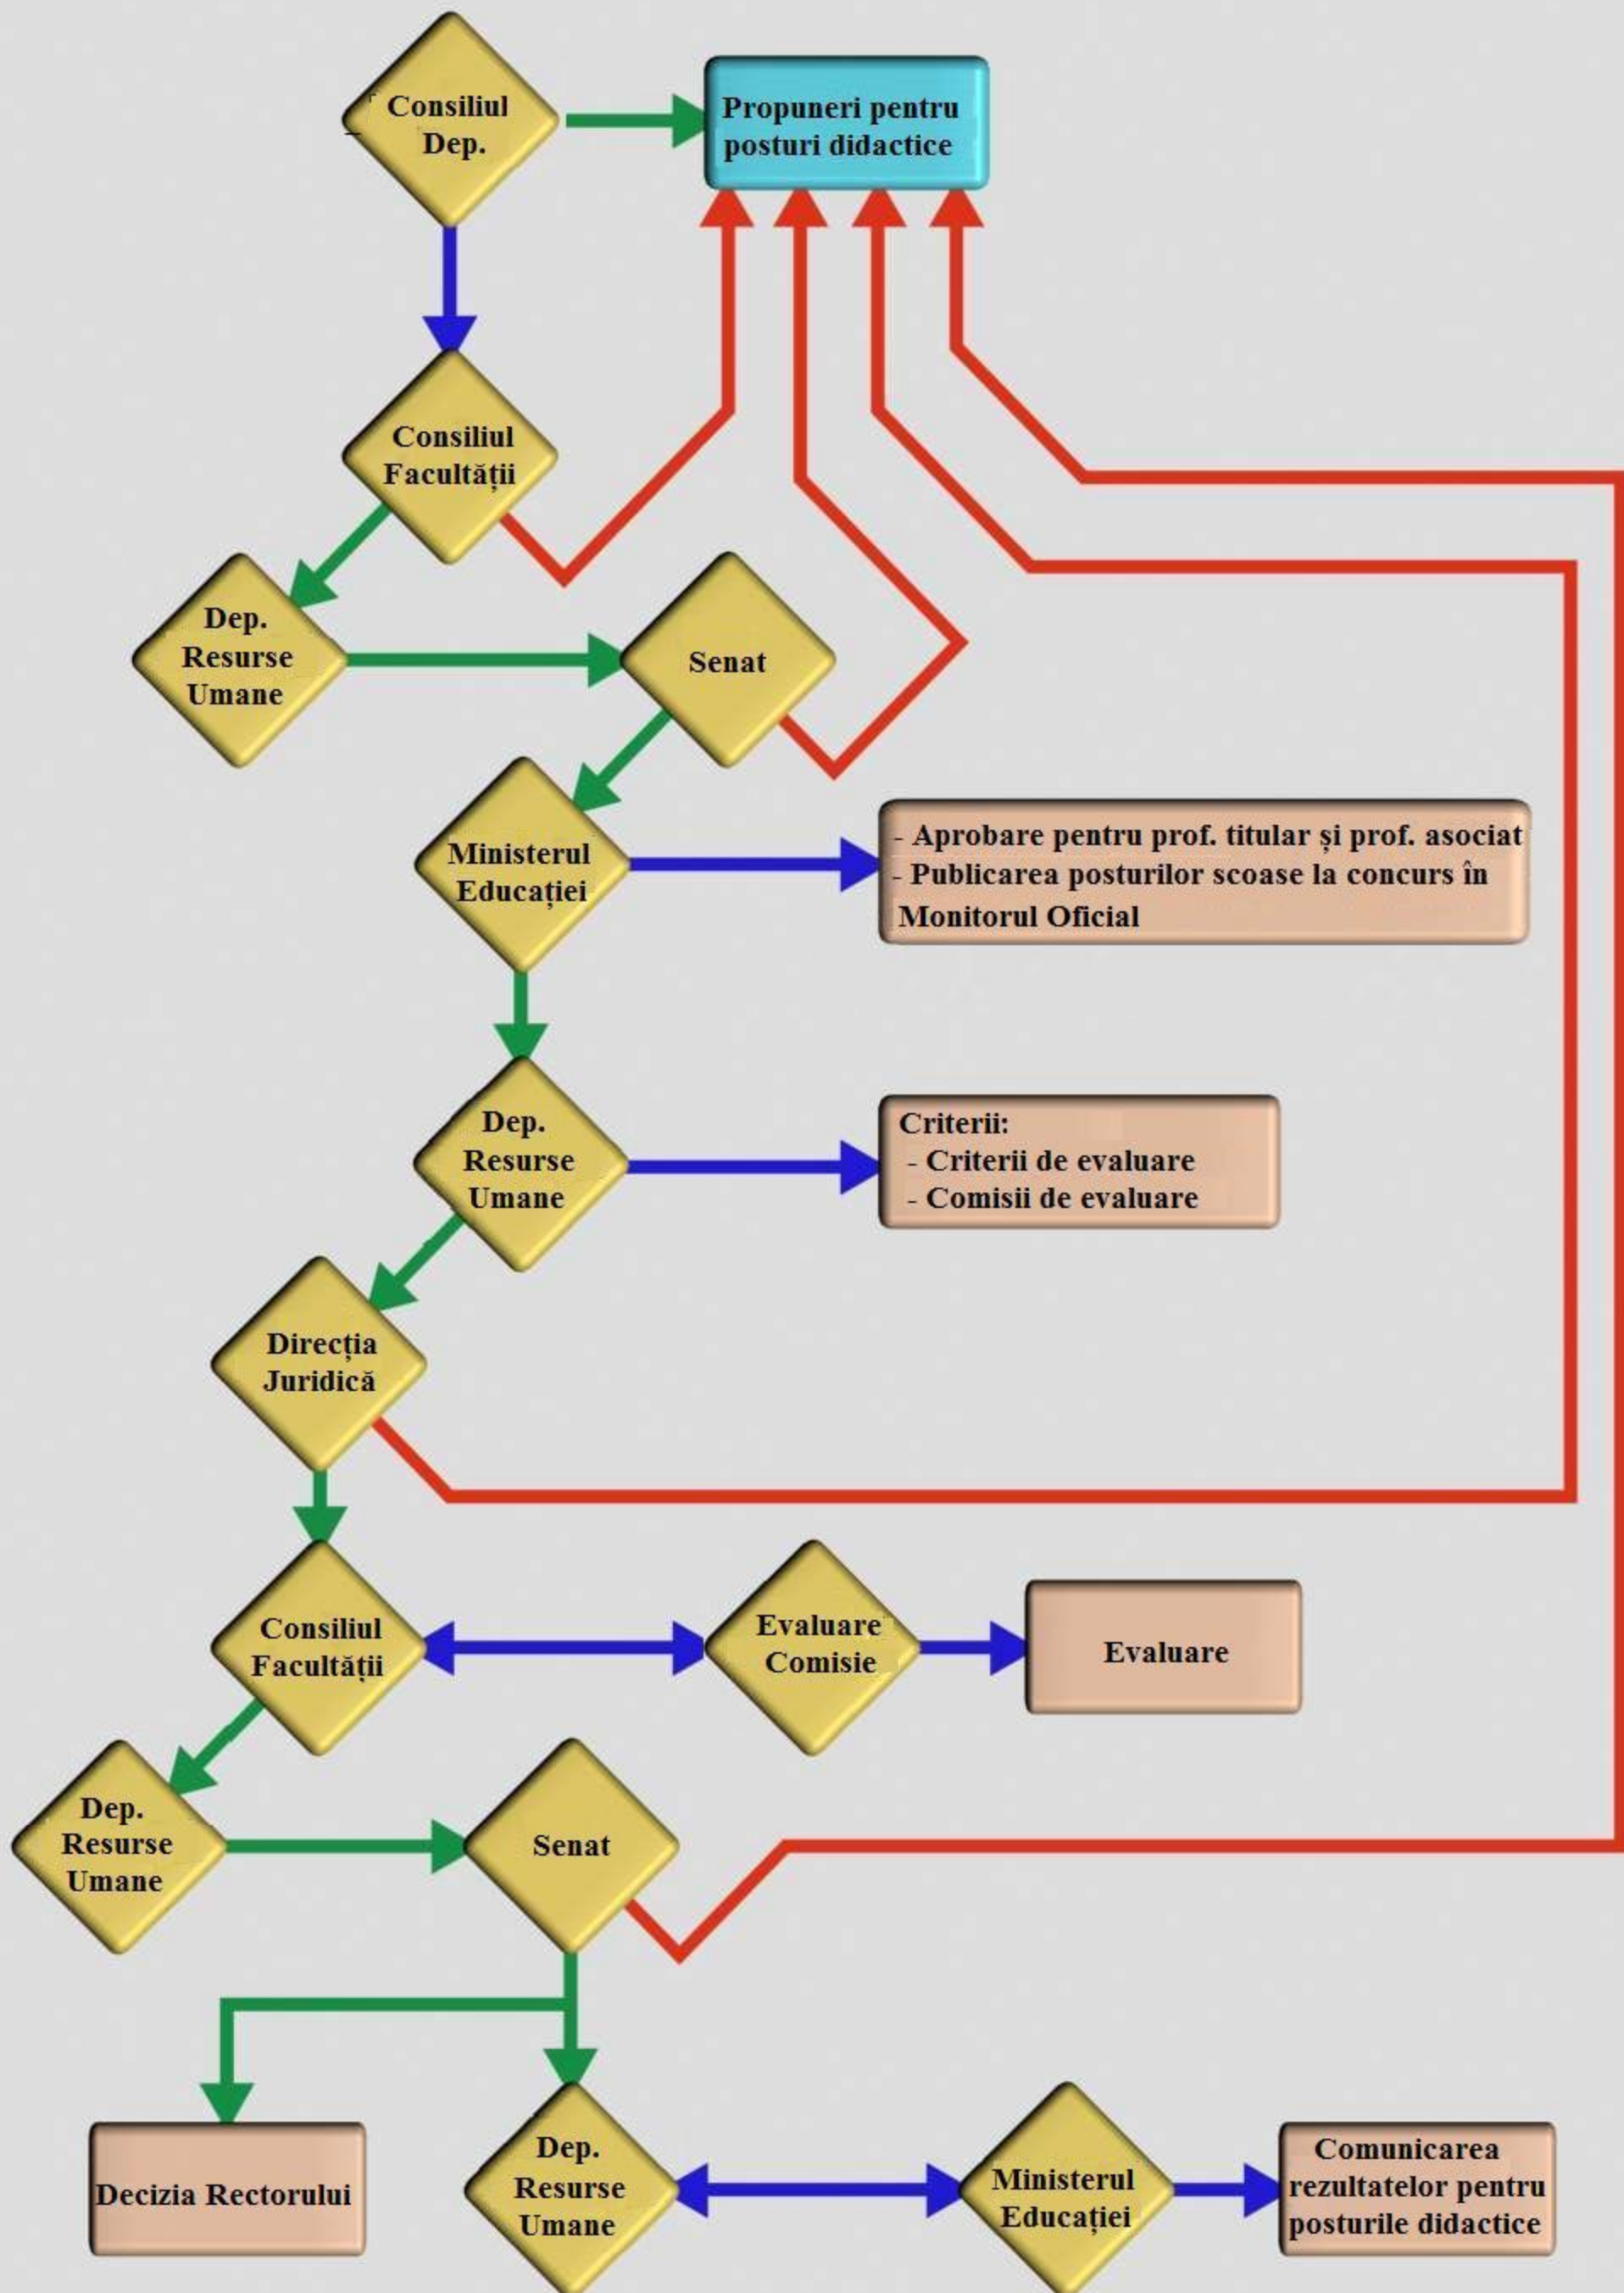 Consiliul
Dep.
Propuneri pentru
posturi didactice
Consiliul
Facultății
Dep.
Resurse
Umane
Senat
Ministerul
Educației
- Aprobare pentru prof. titular și prof. asociat
- Publicarea posturilor scoase la concurs în
Monitorul Oficial
Dep.
Resurse
Umane
Criterii:
- Criterii de evaluare
- Comisii de evaluare
Direcția
Juridică
Consiliul
Facultății
Evaluare
Comisie
Evaluare
Dep.
Resurse
Umane
Senat
Decizia Rectorului
Dep.
Resurse
Umane
Ministerul
Educației
Comunicarea
rezultatelor pentru
posturile didactice